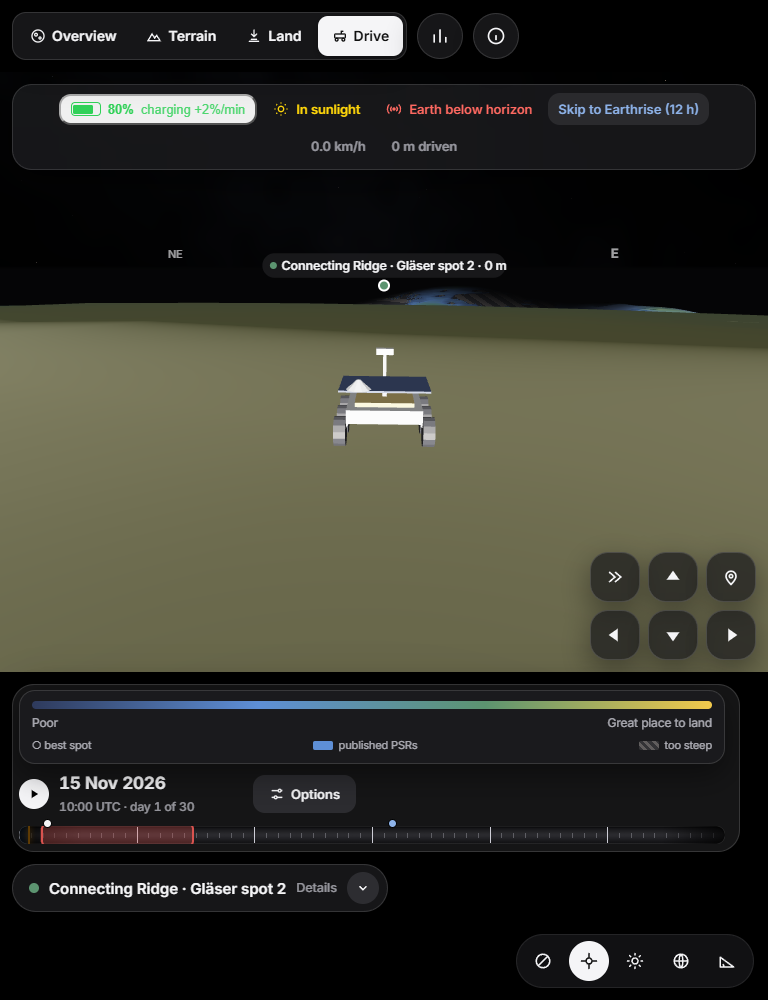 Overview Terrain Land Drive
80% charging +2%/min In sunlight Earth below horizon Skip to Earthrise (12 h)
0.0 km/h 0 m driven
NE E
Connecting Ridge · Gläser spot 2 · 0 m
Poor Great place to land
best spot published PSRs too steep
15 Nov 2026
10:00 UTC · day 1 of 30
Options
Connecting Ridge · Gläser spot 2 Details